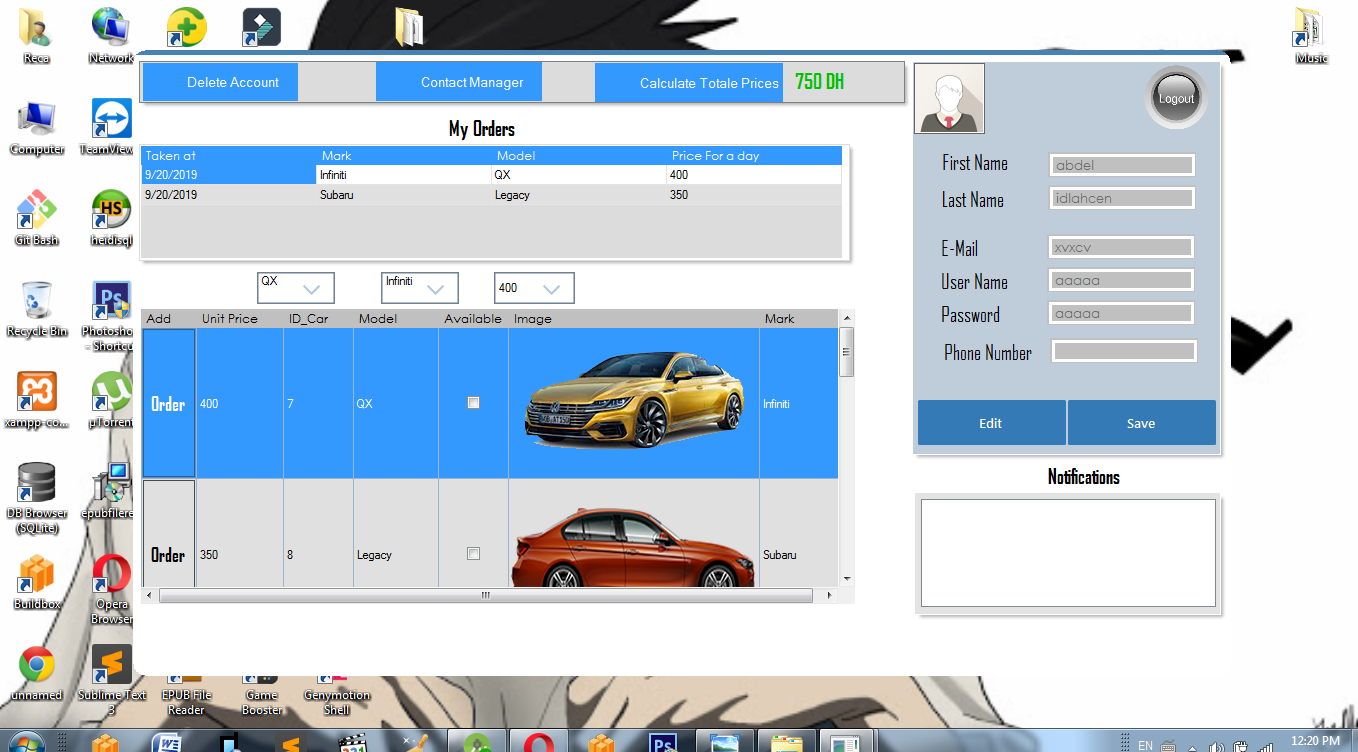 Reca
Network
Music
Computer
TeamView
Git Bash
heidisql
Recycle Bin
Photosho
- Shortcu
xampp-co...
µTorrent
DB Browser
(SQLite)
epubfilere
Buildbox
Opera
Browser
unnamed
Sublime Text
3
EPUB File
Reader
Game
Booster
Genymotion
Shell
Delete Account
Contact Manager
Calculate Totale Prices
750 DH
My Orders
Taken at Mark Model Price For a day
9/20/2019 Infiniti QX 400
9/20/2019 Subaru Legacy 350
QX Infiniti 400
Add Unit Price ID_Car Model Available Image Mark
Order 400 7 QX Infiniti
Order 350 8 Legacy Subaru
Logout
First Name abdel
Last Name idlahcen
E-Mail xvxcv
User Name aaaaa
Password aaaaa
Phone Number
Edit Save
Notifications
HS
Ps
W
Ps
EN
12:20 PM